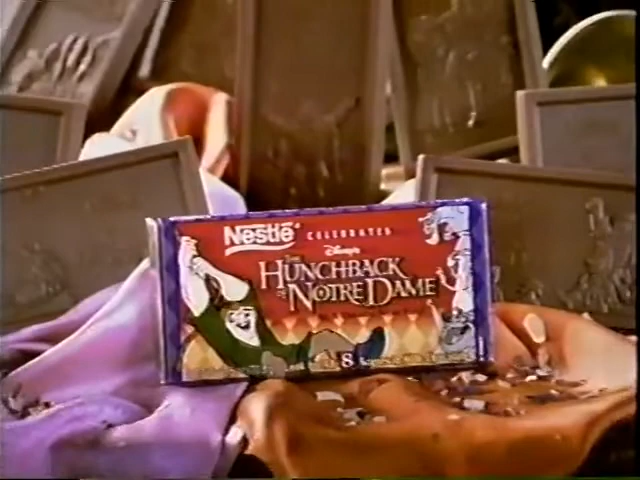 Nestlé CELEBRATES
Disney's
THE
HUNCHBACK
OF NOTRE DAME
8